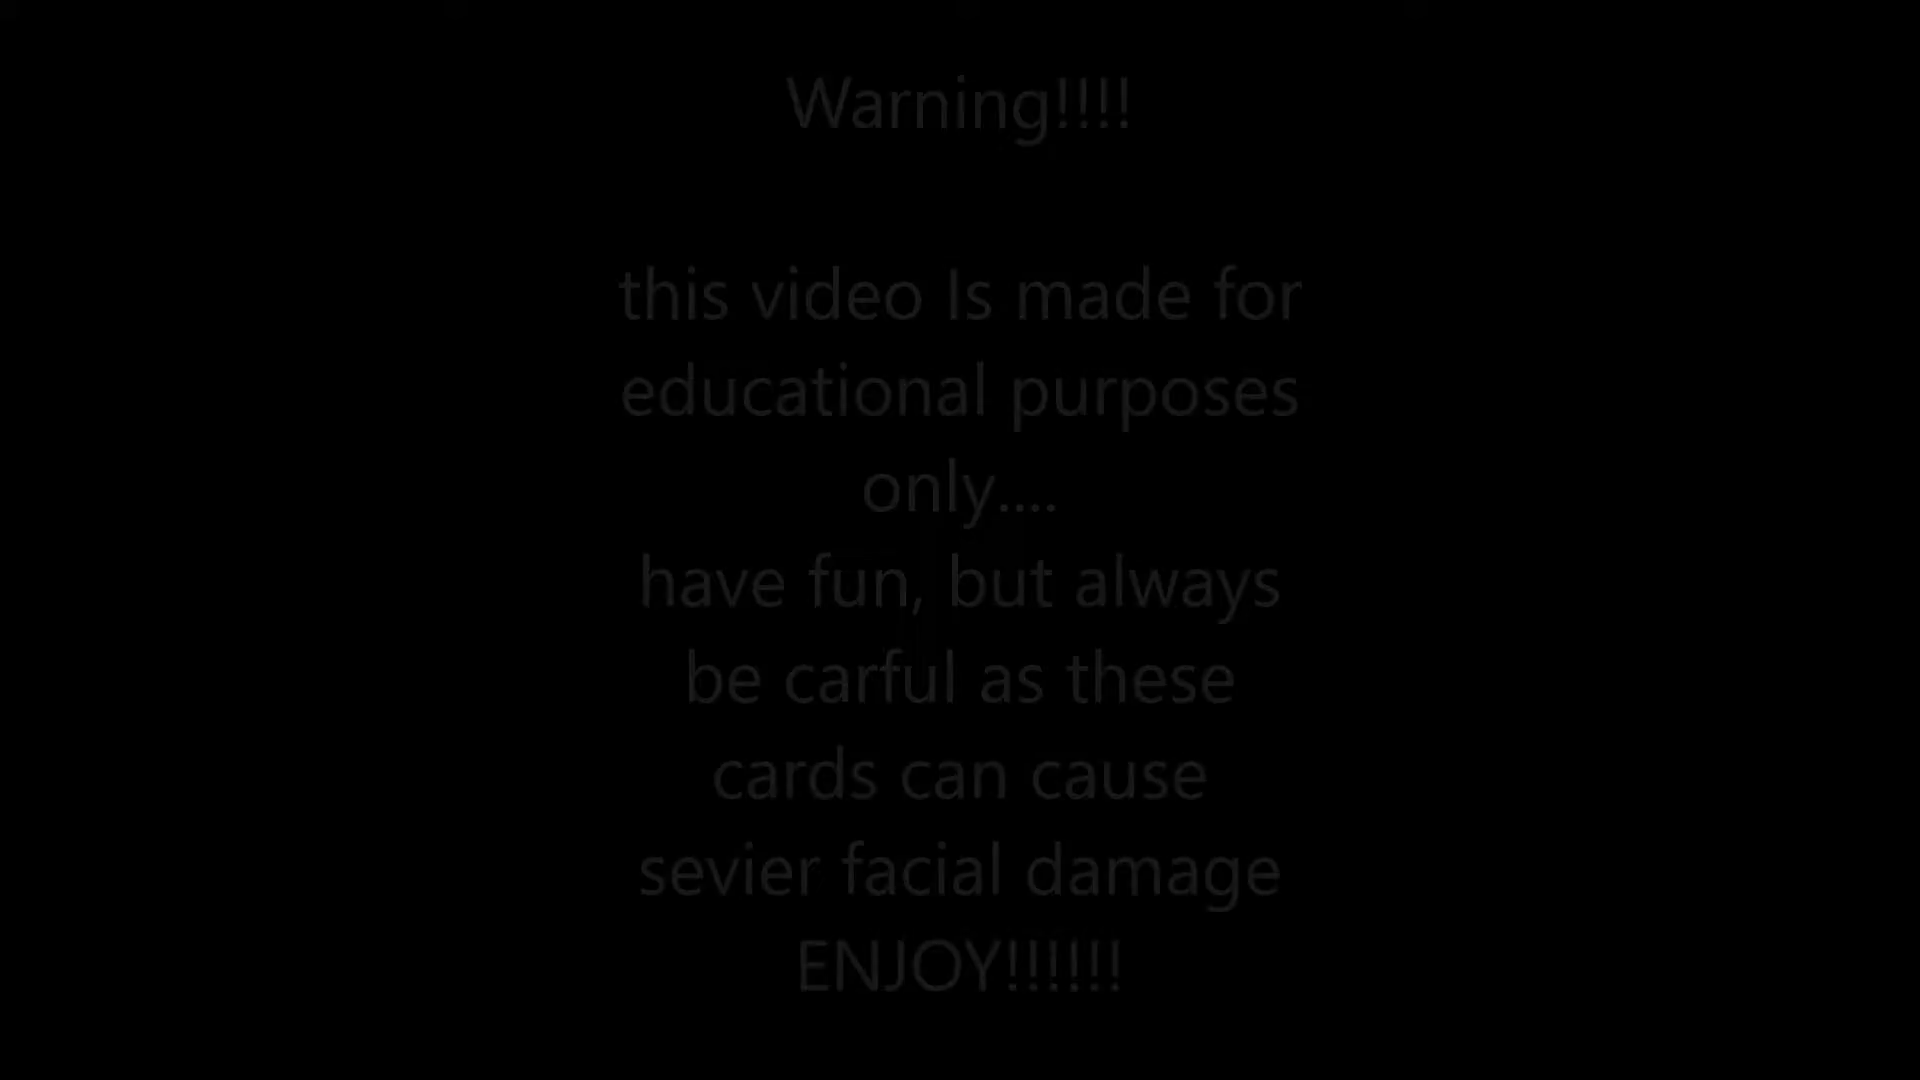 Warning!!!!
this video Is made for
educational purposes
only....
have fun, but always
be carful as these
cards can cause
sevier facial damage
ENJOY!!!!!!